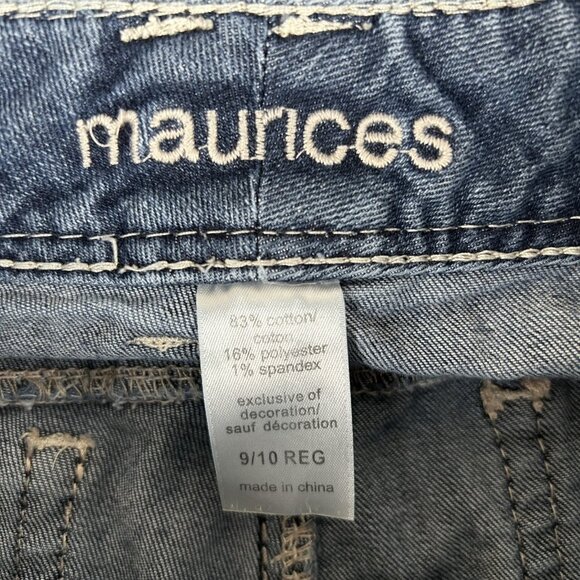 maurices
83% cotton/
coton
16% polyester
1% spandex
exclusive of
decoration/
sauf décoration
9/10 REG
made in china